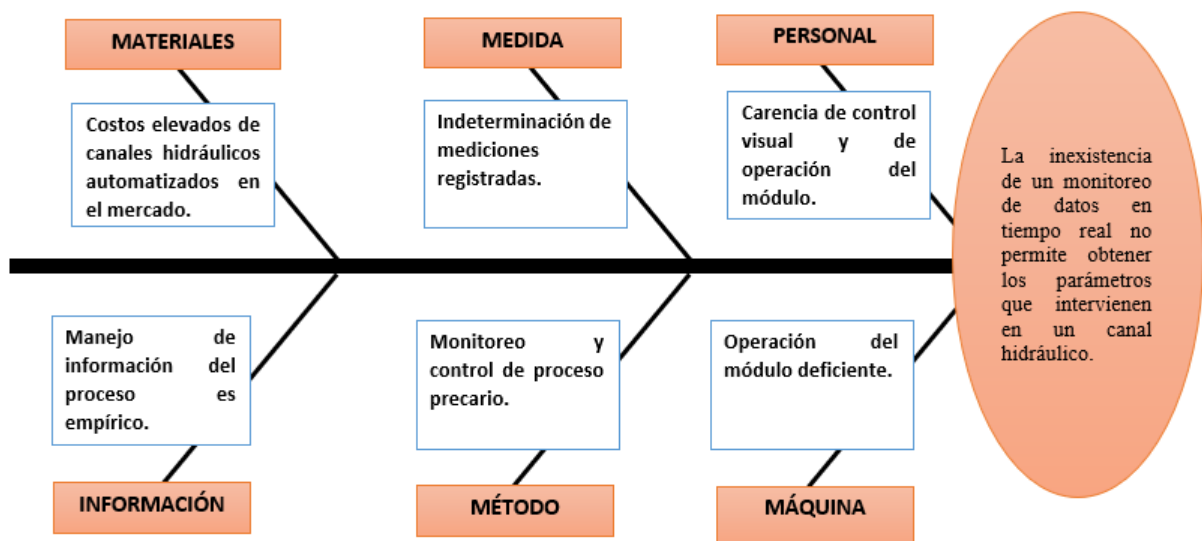 MATERIALES
MEDIDA
PERSONAL
Costos elevados de
canales hidráulicos
automatizados en
el mercado.
Indeterminación de
mediciones
registradas.
Carencia de control
visual y de
operación del
módulo.
La inexistencia
de un monitoreo
de datos en
tiempo real no
permite obtener
los parámetros
que intervienen
en un canal
hidráulico.
Manejo de
información del
proceso es
empírico.
Monitoreo y
control de proceso
precario.
Operación del
módulo deficiente.
INFORMACIÓN
MÉTODO
MÁQUINA